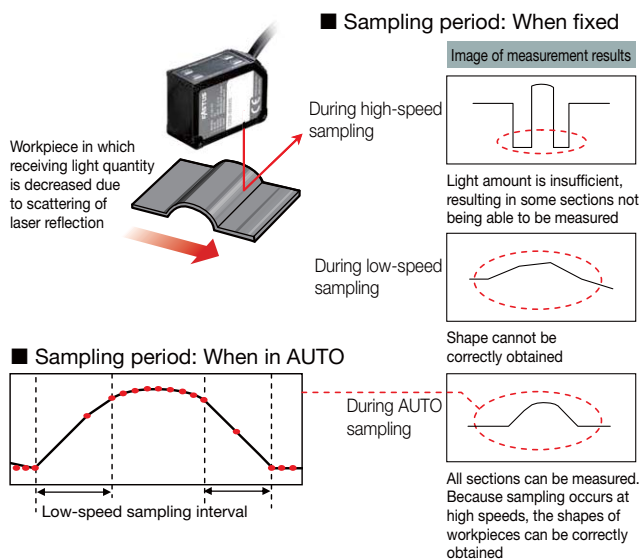 ■ Sampling period: When fixed
Image of measurement results
During high-speed
sampling
Workpiece in which
receiving light quantity
is decreased due
to scattering of
laser reflection
Light amount is insufficient,
resulting in some sections not
being able to be measured
During low-speed
sampling
Shape cannot be
correctly obtained
■ Sampling period: When in AUTO
During AUTO
sampling
Low-speed sampling interval
All sections can be measured.
Because sampling occurs at
high speeds, the shapes of
workpieces can be correctly
obtained